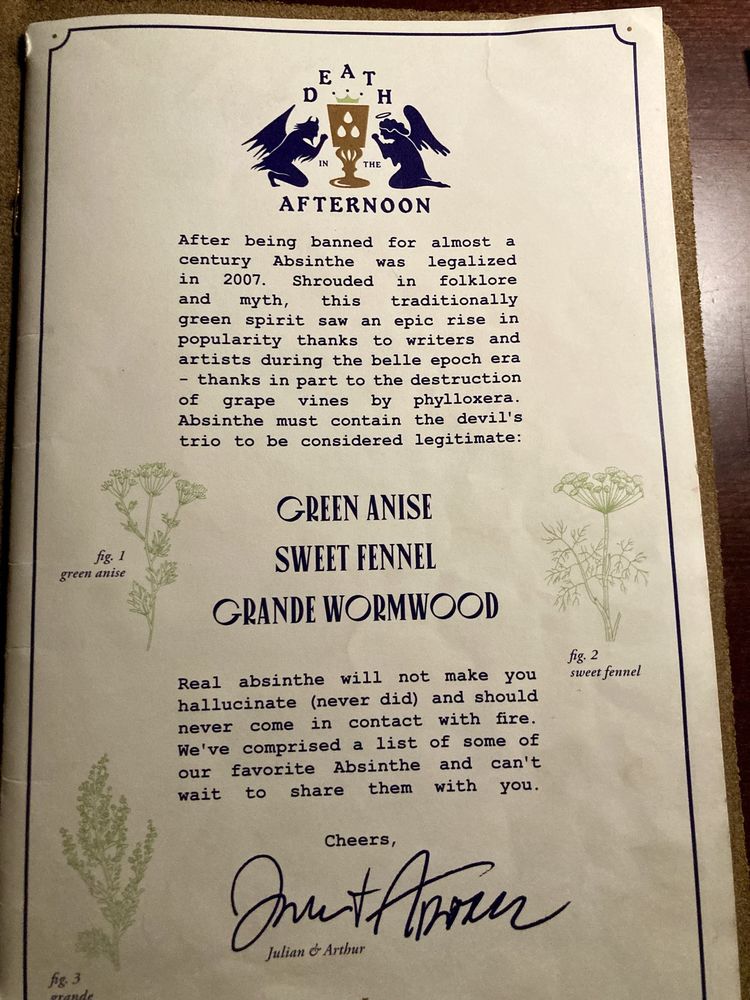 DEATH
IN THE
AFTERNOON
After being banned for almost a
century Absinthe was legalized
in 2007. Shrouded in folklore
and myth, this traditionally
green spirit saw an epic rise in
popularity thanks to writers and
artists during the belle epoch era
– thanks in part to the destruction
of grape vines by phylloxera.
Absinthe must contain the devil's
trio to be considered legitimate:
GREEN ANISE
SWEET FENNEL
GRANDE WORMWOOD
fig. 1
green anise
fig. 2
sweet fennel
Real absinthe will not make you
hallucinate (never did) and should
never come in contact with fire.
We've comprised a list of some of
our favorite Absinthe and can't
wait to share them with you.
Cheers,
Julian & Arthur
fig. 3
grande